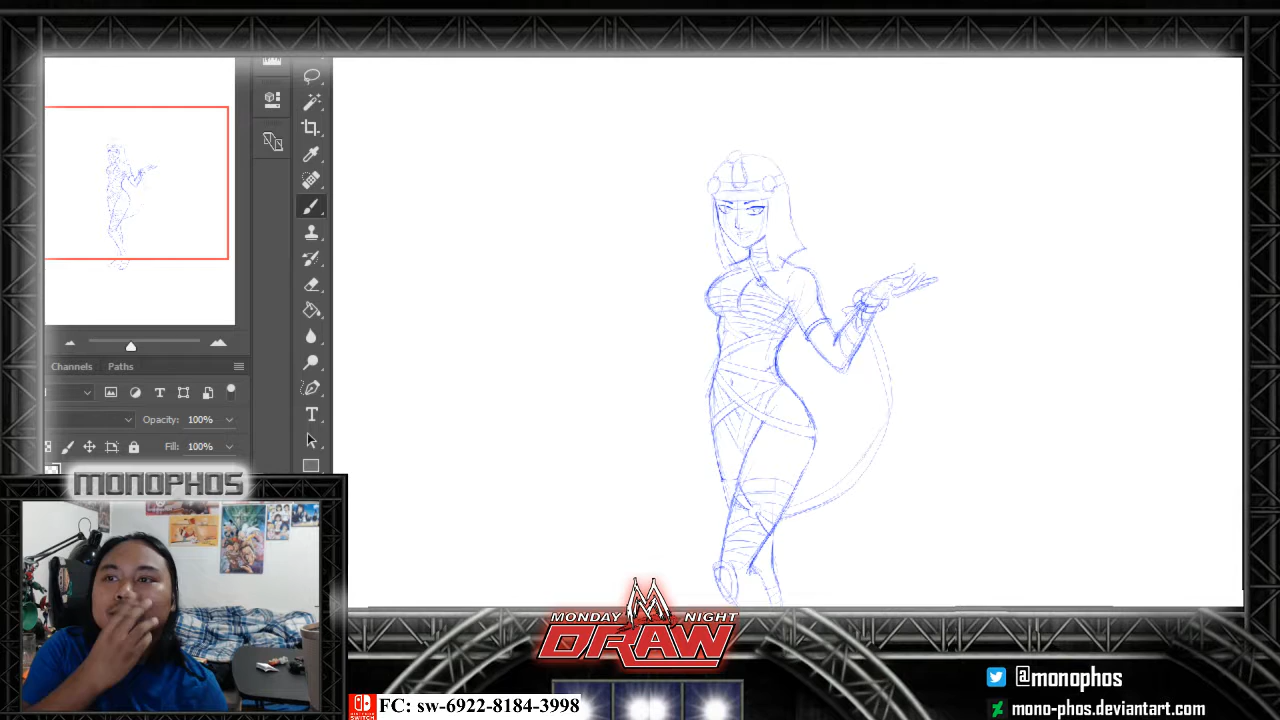 Channels Paths
Opacity: 100%
Fill: 100%
MONOPHOS
MONDAY NIGHT
DRAW
FC: sw-6922-8184-3998
@monophos
mono-phos.deviantart.com